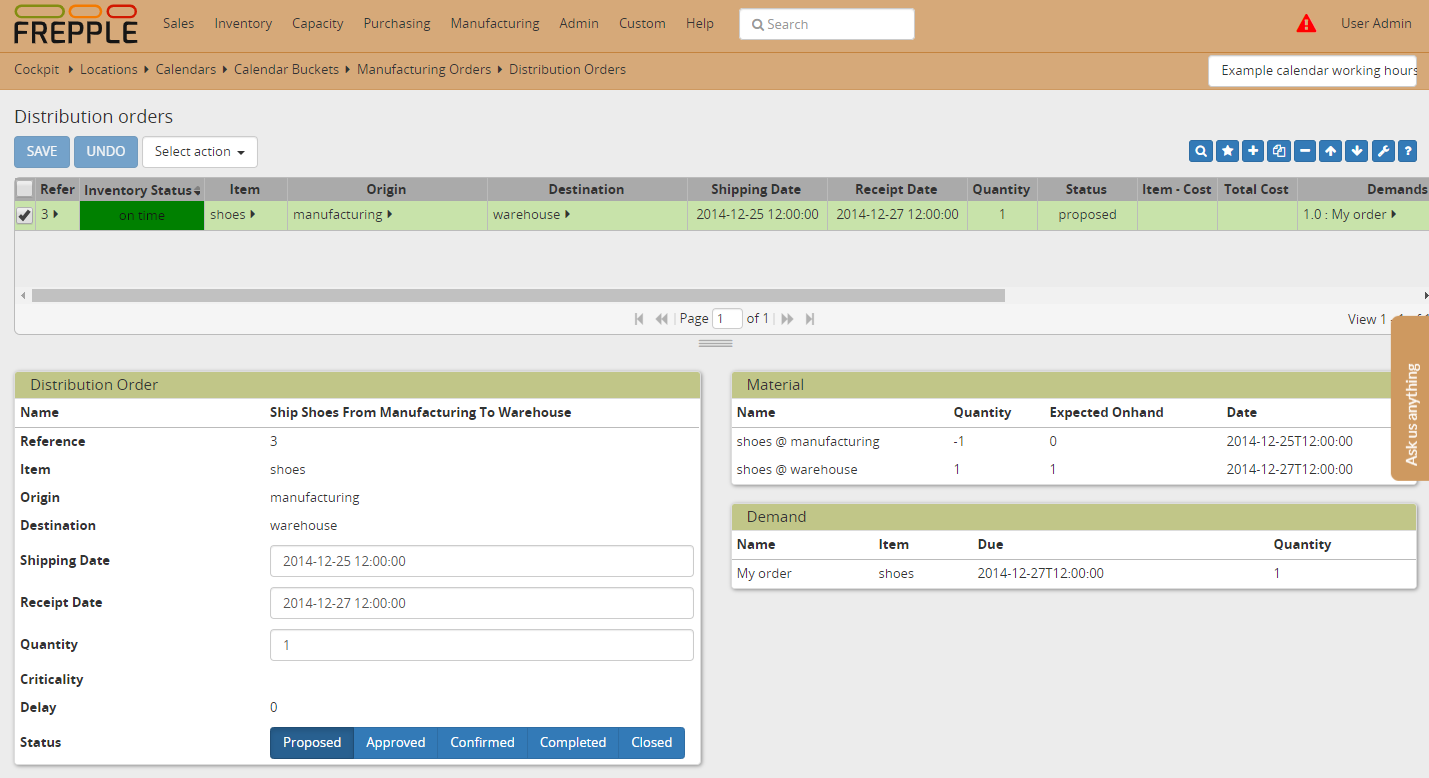 FREPPLE Sales Inventory Capacity Purchasing Manufacturing Admin Custom Help Search User Admin
Cockpit Locations Calendars Calendar Buckets Manufacturing Orders Distribution Orders Example calendar working hours
Distribution orders
SAVE UNDO Select action
Refer Inventory Status Item Origin Destination Shipping Date Receipt Date Quantity Status Item - Cost Total Cost Demands
3 on time shoes manufacturing warehouse 2014-12-25 12:00:00 2014-12-27 12:00:00 1 proposed 1.0 : My order
Page 1 of 1 View 1 -
Ask us anything
Distribution Order
Name Ship Shoes From Manufacturing To Warehouse
Reference 3
Item shoes
Origin manufacturing
Destination warehouse
Shipping Date 2014-12-25 12:00:00
Receipt Date 2014-12-27 12:00:00
Quantity 1
Criticality
Delay 0
Status Proposed Approved Confirmed Completed Closed
Material
Name Quantity Expected Onhand Date
shoes @ manufacturing -1 0 2014-12-25T12:00:00
shoes @ warehouse 1 1 2014-12-27T12:00:00
Demand
Name Item Due Quantity
My order shoes 2014-12-27T12:00:00 1